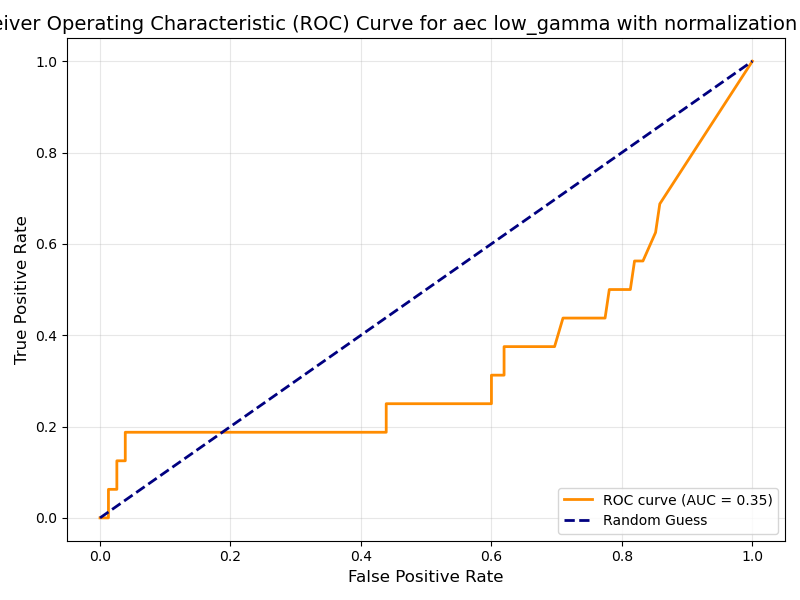 eiver Operating Characteristic (ROC) Curve for aec low_gamma with normalization
True Positive Rate
1.0
0.8
0.6
0.4
0.2
0.0
0.0 0.2 0.4 0.6 0.8 1.0
False Positive Rate
ROC curve (AUC = 0.35)
Random Guess